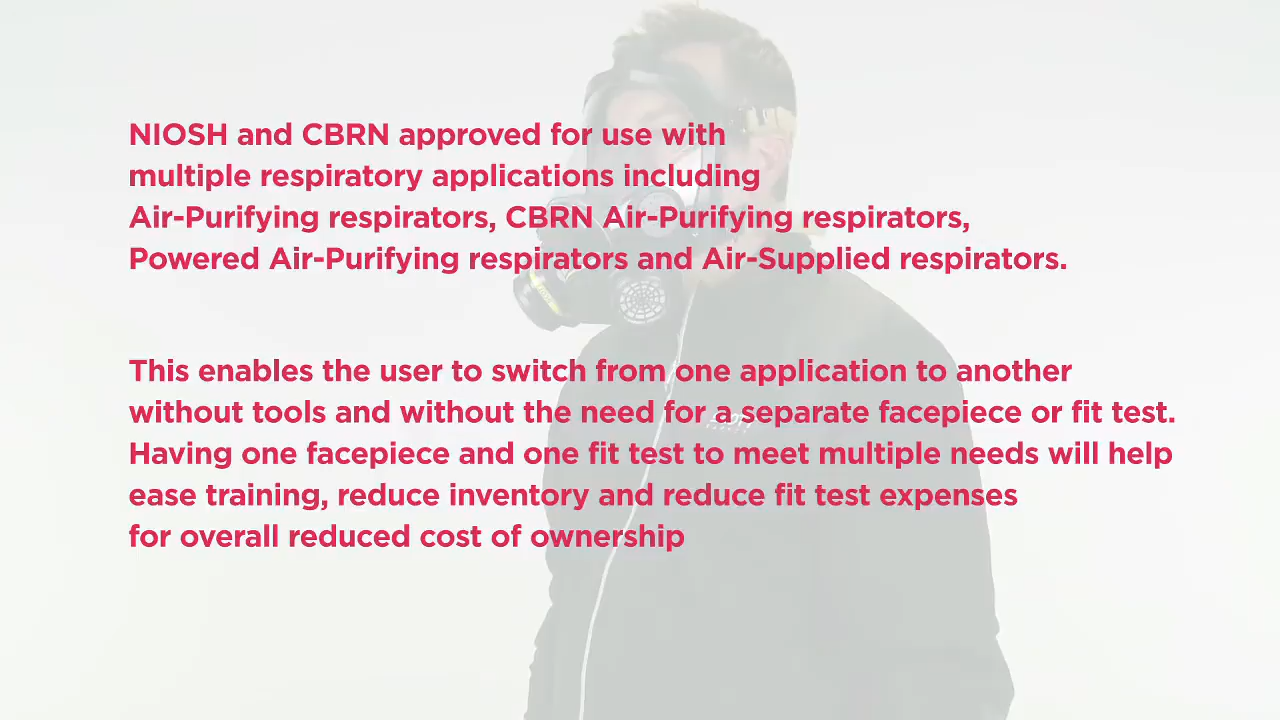 NIOSH and CBRN approved for use with
multiple respiratory applications including
Air-Purifying respirators, CBRN Air-Purifying respirators,
Powered Air-Purifying respirators and Air-Supplied respirators.
This enables the user to switch from one application to another
without tools and without the need for a separate facepiece or fit test.
Having one facepiece and one fit test to meet multiple needs will help
ease training, reduce inventory and reduce fit test expenses
for overall reduced cost of ownership